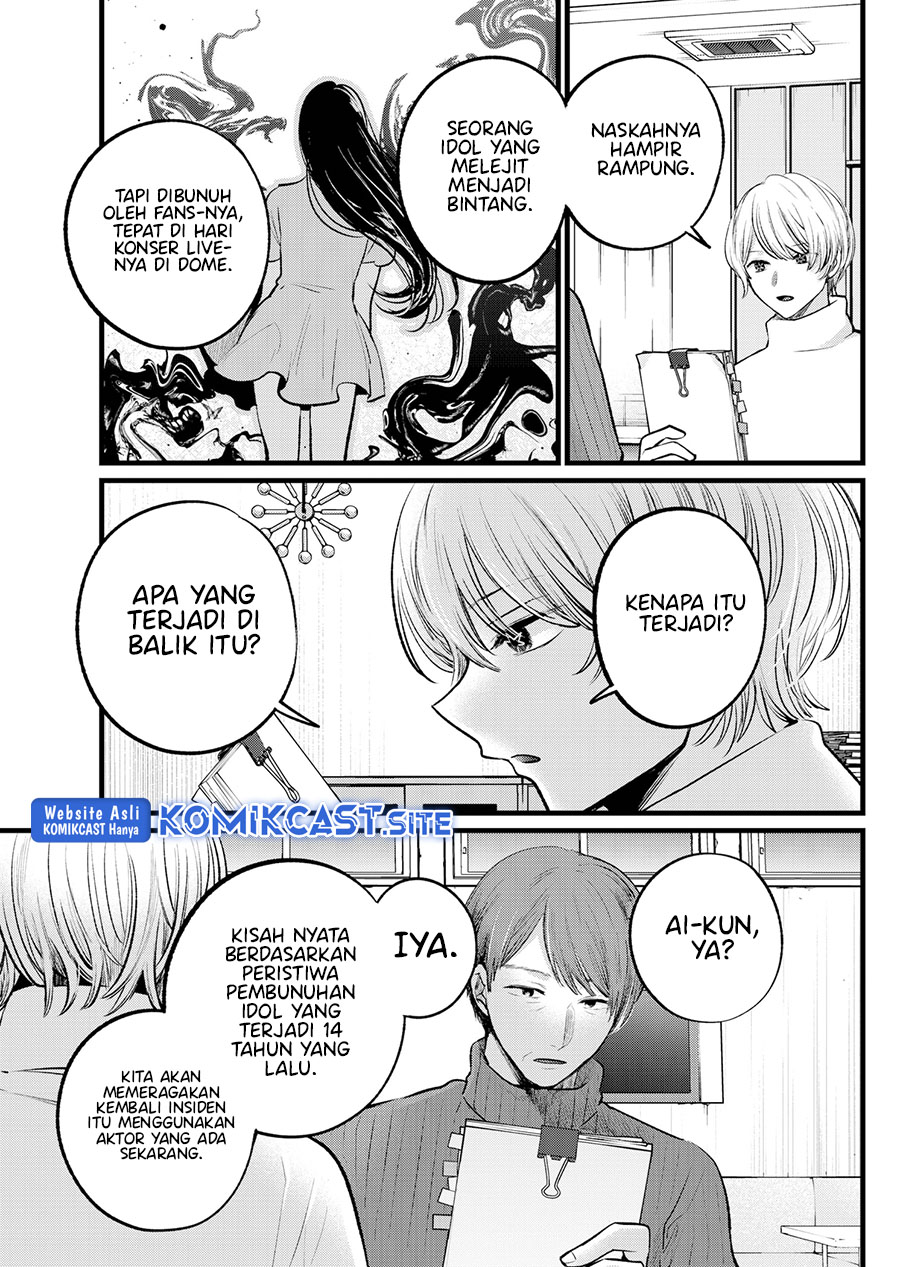 NASKAHNYA
HAMPIR
RAMPUNG.
SEORANG
IDOL YANG
MELEJIT
MENJADI
BINTANG.
TAPI DIBUNUH
OLEH FANS-NYA,
TEPAT DI HARI
KONSER LIVE-
NYA DI DOME.
KENAPA ITU
TERJADI?
APA YANG
TERJADI DI
BALIK ITU?
Website Asli
KOMIKCAST Hanya
KOMIKCAST.SITE
AI-KUN,
YA?
IYA.
KISAH NYATA
BERDASARKAN
PERISTIWA
PEMBUNUHAN
IDOL YANG
TERJADI 14
TAHUN YANG
LALU.
KITA AKAN
MEMERAGAKAN
KEMBALI INSIDEN
ITU MENGGUNAKAN
AKTOR YANG ADA
SEKARANG.